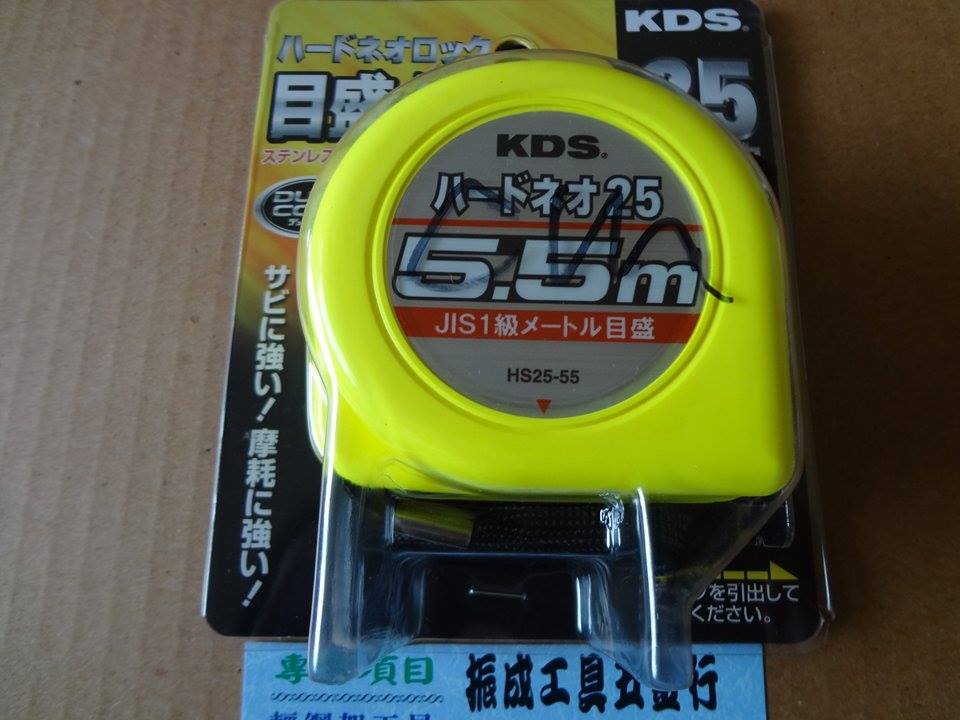 KDS.
ハードネオロック
目盛
25
ステンレス
DU
CO
KDS.
ハードネオ25
5.5m
JIS1級メートル目盛
HS25-55
サビに強い!摩耗に強い!
を引出して
ください。
項目
振成工具五金行